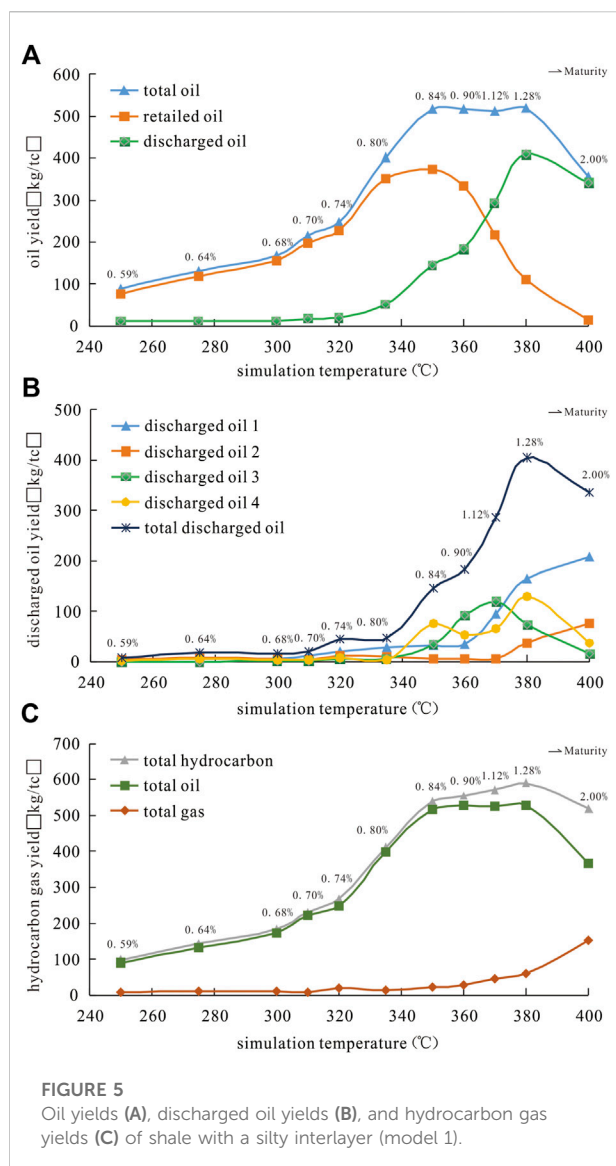 A
600
500
400
300
200
100
0
oil yield□kg/tc□
total oil
retailed oil
discharged oil
→Maturity
0. 59%
0. 64%
0. 68%
0. 70%
0. 74%
0. 80%
0. 84%
0. 90%
1.12%
1.28%
2.00%
240 260 280 300 320 340 360 380 400
simulation temperature (℃)
B
500
400
300
200
100
0
discharged oil yield□kg/tc□
discharged oil 1
discharged oil 2
discharged oil 3
discharged oil 4
total discharged oil
→Maturity
0. 59%
0. 64%
0. 68%
0. 70%
0. 74%
0. 80%
0. 84%
0. 90%
1.12%
1.28%
2.00%
240 260 280 300 320 340 360 380 400
simulation temperature (℃)
C
700
600
500
400
300
200
100
0
hydrocarbon gas yield□kg/tc□
total hydrocarbon
total oil
total gas
→Maturity
0. 59%
0. 64%
0. 68%
0. 70%
0. 74%
0. 80%
0. 84%
0. 90%
1.12%
1.28%
2.00%
240 260 280 300 320 340 360 380 400
simulation temperature (℃)
FIGURE 5
Oil yields (A), discharged oil yields (B), and hydrocarbon gas
yields (C) of shale with a silty interlayer (model 1).